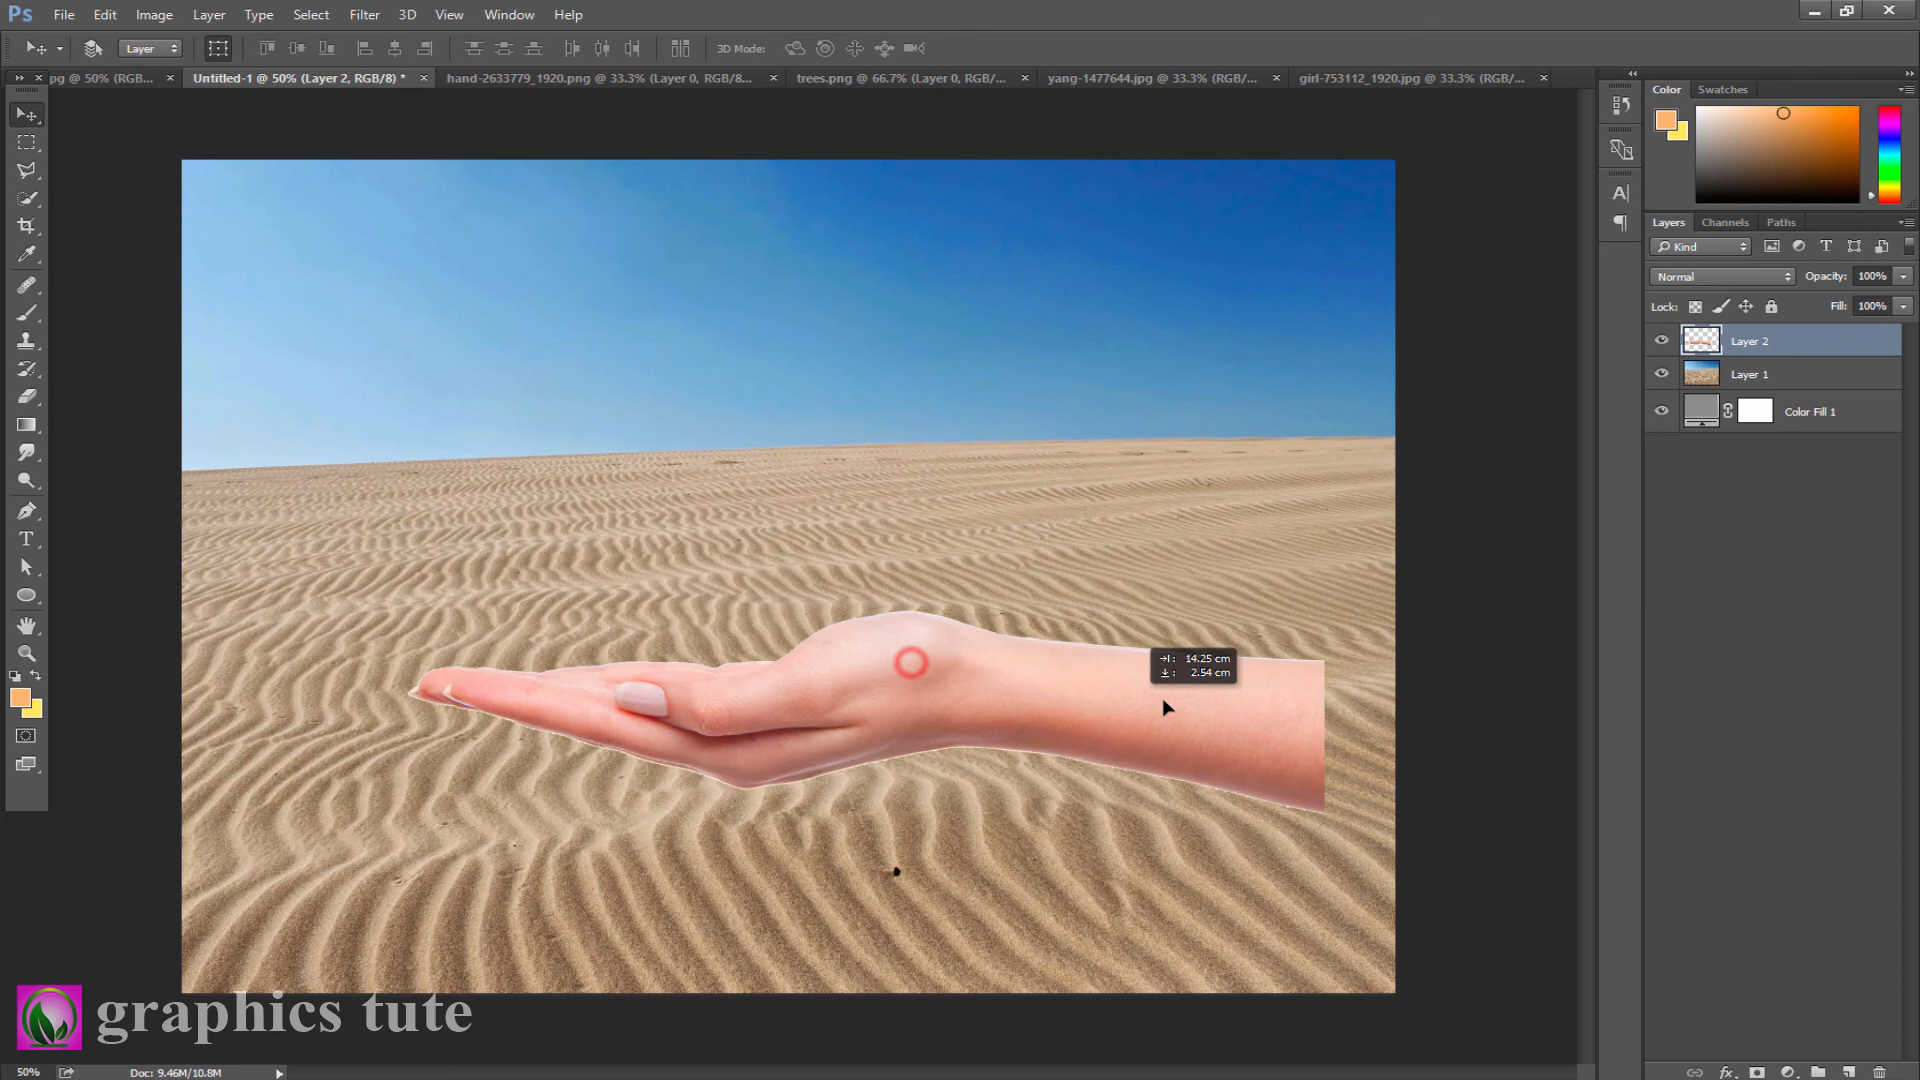 Ps File Edit Image Layer Type Select Filter 3D View Window Help
Layer 3D Mode:
pg @ 50% (RGB... × Untitled-1 @ 50% (Layer 2, RGB/8) * × hand-2633779_1920.png @ 33.3% (Layer 0, RGB/8... × trees.png @ 66.7% (Layer 0, RGB/... × yang-1477644.jpg @ 33.3% (RGB/... × girl-753112_1920.jpg @ 33.3% (RGB/... ×
Color Swatches
Layers Channels Paths
Kind
Normal Opacity: 100%
Lock: Fill: 100%
Layer 2
Layer 1
Color Fill 1
14.25 cm
2.54 cm
graphics tute
50% Doc: 9.46M/10.8M